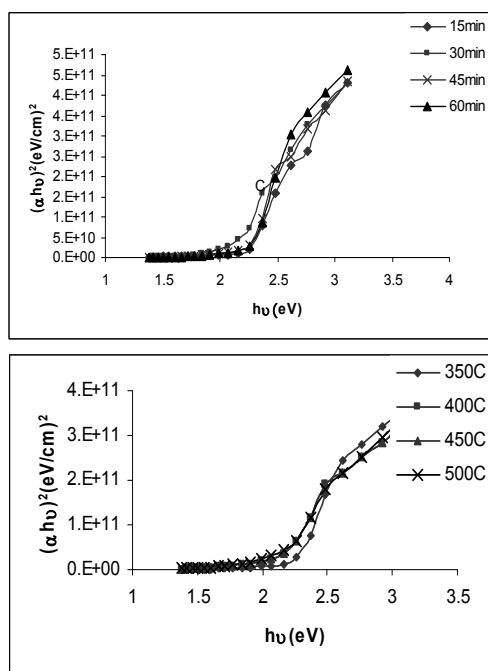 5.E+11
5.E+11
4.E+11
4.E+11
3.E+11
3.E+11
2.E+11
2.E+11
1.E+11
5.E+10
0.E+00
(αhυ)²(eV/cm)²
C
1 1.5 2 2.5 3 3.5 4
hυ (eV)
15min
30min
45min
60min
4.E+11
3.E+11
2.E+11
1.E+11
0.E+00
(αhυ)²(eV/cm)²
1 1.5 2 2.5 3 3.5
hυ (eV)
350C
400C
450C
500C